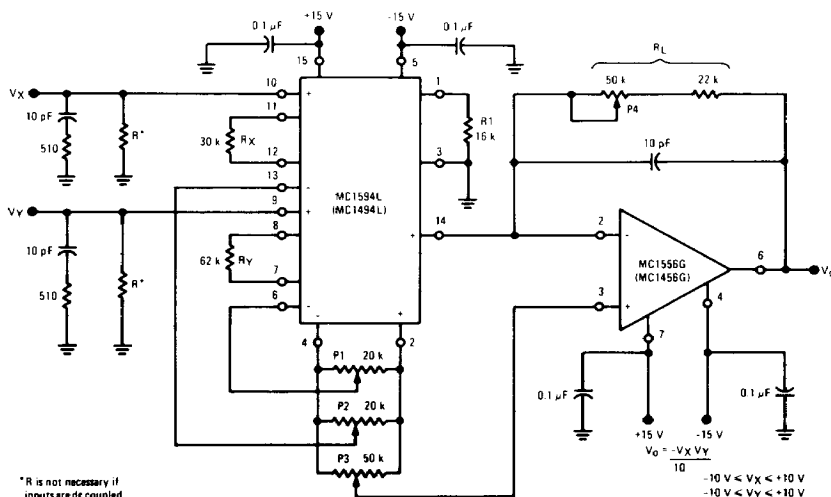 0.1 µF
+15 V
-15 V
0.1 µF
15
5
VX
10
+
1
11
10 pF
510
R*
30 k
RX
12
R1
16 k
3
13
-
MC1594L
(MC1494L)
RL
50 k
22 k
P4
10 pF
VY
9
+
8
10 pF
510
R*
62 k
RY
7
6
-
14
+
2
-
MC1556G
(MC1456G)
6
Vo
3
+
4
7
-
+
4
2
P1
20 k
P2
20 k
P3
50 k
0.1 µF
0.1 µF
+15 V
-15 V
Vo = -VX VY
10
-10 V < VX < +10 V
-10 V < VY < +10 V
*R is not necessary if
inputs are dc coupled